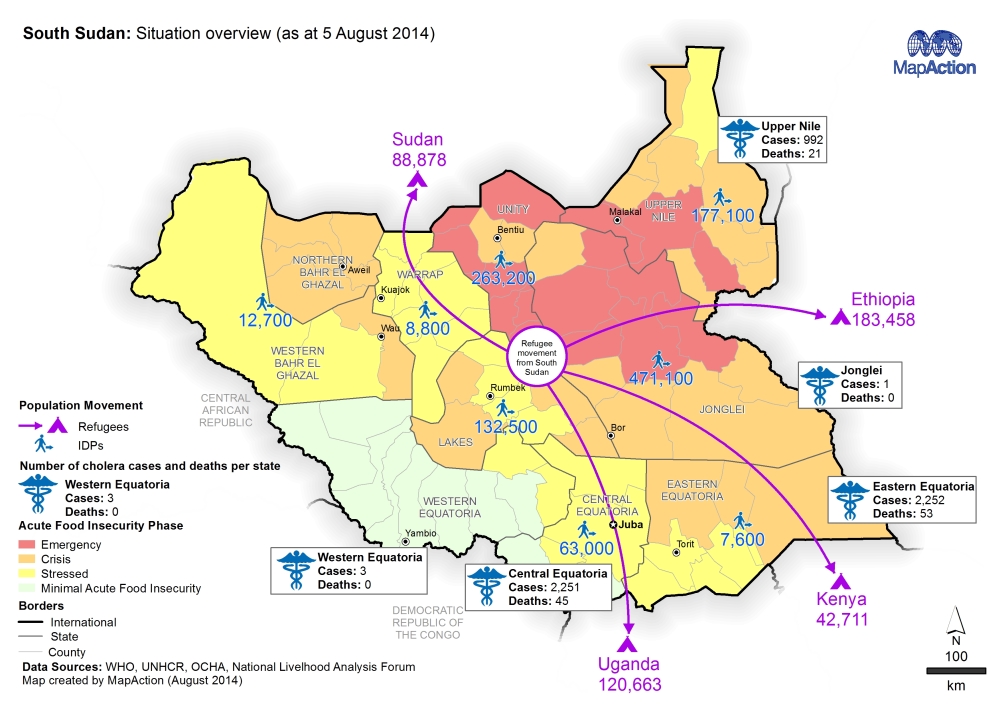 South Sudan: Situation overview (as at 5 August 2014)
MapAction
Sudan
88,878
Upper Nile
Cases: 992
Deaths: 21
UNITY
Malakal
UPPER
NILE
177,100
Bentiu
263,200
NORTHERN
BAHR EL
GHAZAL
Aweil
WARRAP
Kuajok
12,700
8,800
Wau
Ethiopia
183,458
Refugee
movement
from South
Sudan
WESTERN
BAHR EL
GHAZAL
471,100
Jonglei
Cases: 1
Deaths: 0
CENTRAL
AFRICAN
REPUBLIC
Rumbek
132,500
JONGLEI
LAKES
Bor
Population Movement
Refugees
IDPs
Number of cholera cases and deaths per state
Western Equatoria
Cases: 3
Deaths: 0
Acute Food Insecurity Phase
Emergency
Crisis
Stressed
Minimal Acute Food Insecurity
Borders
International
State
County
WESTERN
EQUATORIA
Yambio
CENTRAL
EQUATORIA
Juba
63,000
EASTERN
EQUATORIA
7,600
Torit
Eastern Equatoria
Cases: 2,252
Deaths: 53
Western Equatoria
Cases: 3
Deaths: 0
Central Equatoria
Cases: 2,251
Deaths: 45
DEMOCRATIC
REPUBLIC OF
THE CONGO
Kenya
42,711
Uganda
120,663
N
100
km
Data Sources: WHO, UNHCR, OCHA, National Livelhood Analysis Forum
Map created by MapAction (August 2014)